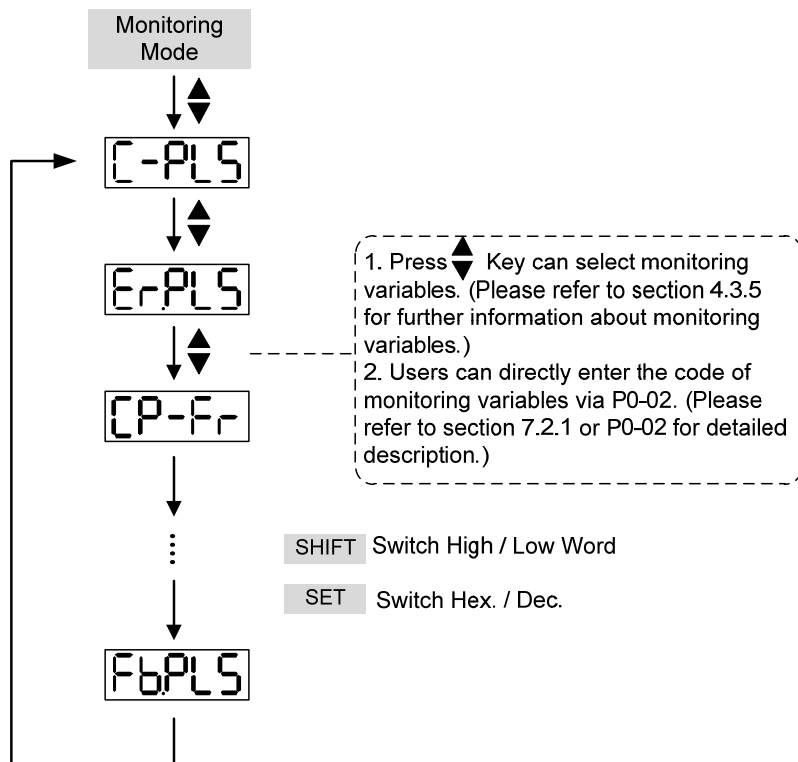 Monitoring
Mode
C-PLS
Er.PLS
1. Press Key can select monitoring
variables. (Please refer to section 4.3.5
for further information about monitoring
variables.)
2. Users can directly enter the code of
monitoring variables via P0-02. (Please
refer to section 7.2.1 or P0-02 for detailed
description.)
CP-Fr
SHIFT Switch High / Low Word
SET Switch Hex. / Dec.
Fb.PLS